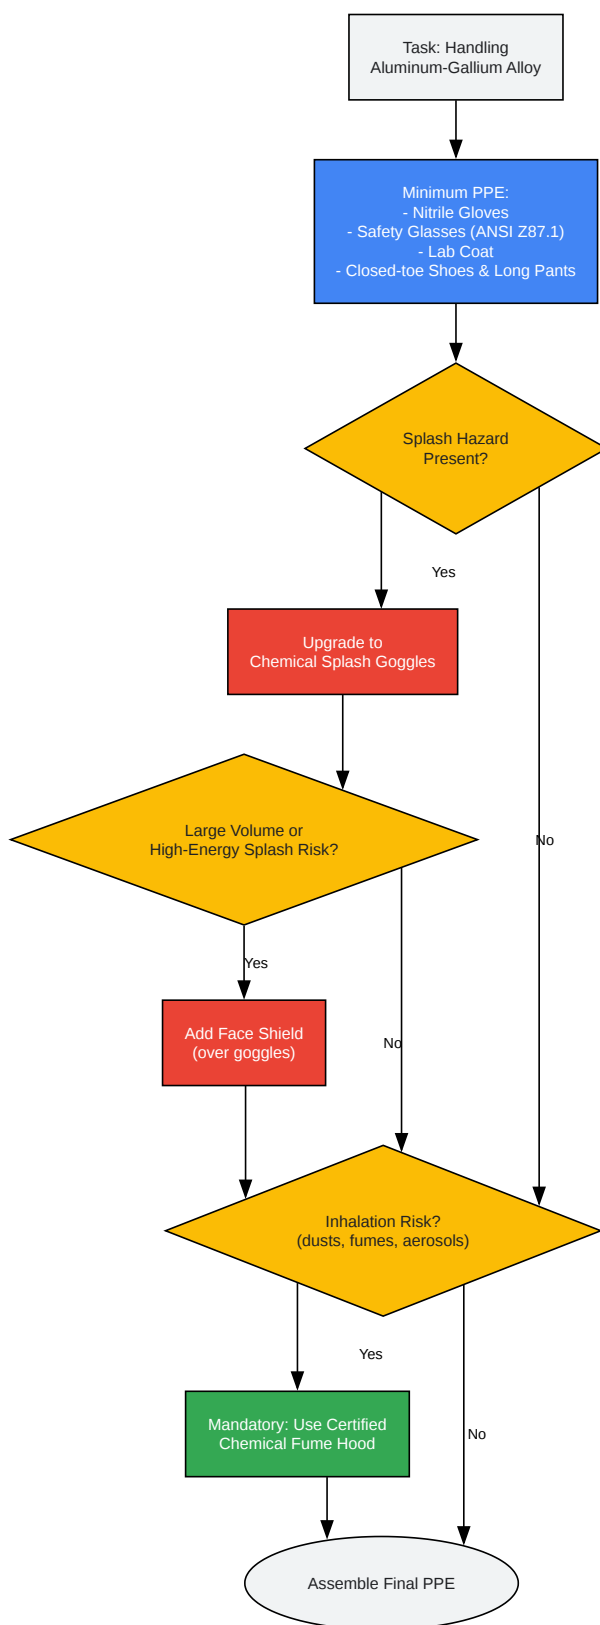 Task: Handling
Aluminum-Gallium Alloy
Minimum PPE:
- Nitrile Gloves
- Safety Glasses (ANSI Z87.1)
- Lab Coat
- Closed-toe Shoes & Long Pants
Splash Hazard
Present?
Yes
Upgrade to
Chemical Splash Goggles
Large Volume or
High-Energy Splash Risk?
No
Yes
Add Face Shield
(over goggles)
No
Inhalation Risk?
(dusts, fumes, aerosols)
Yes
Mandatory: Use Certified
Chemical Fume Hood
No
Assemble Final PPE